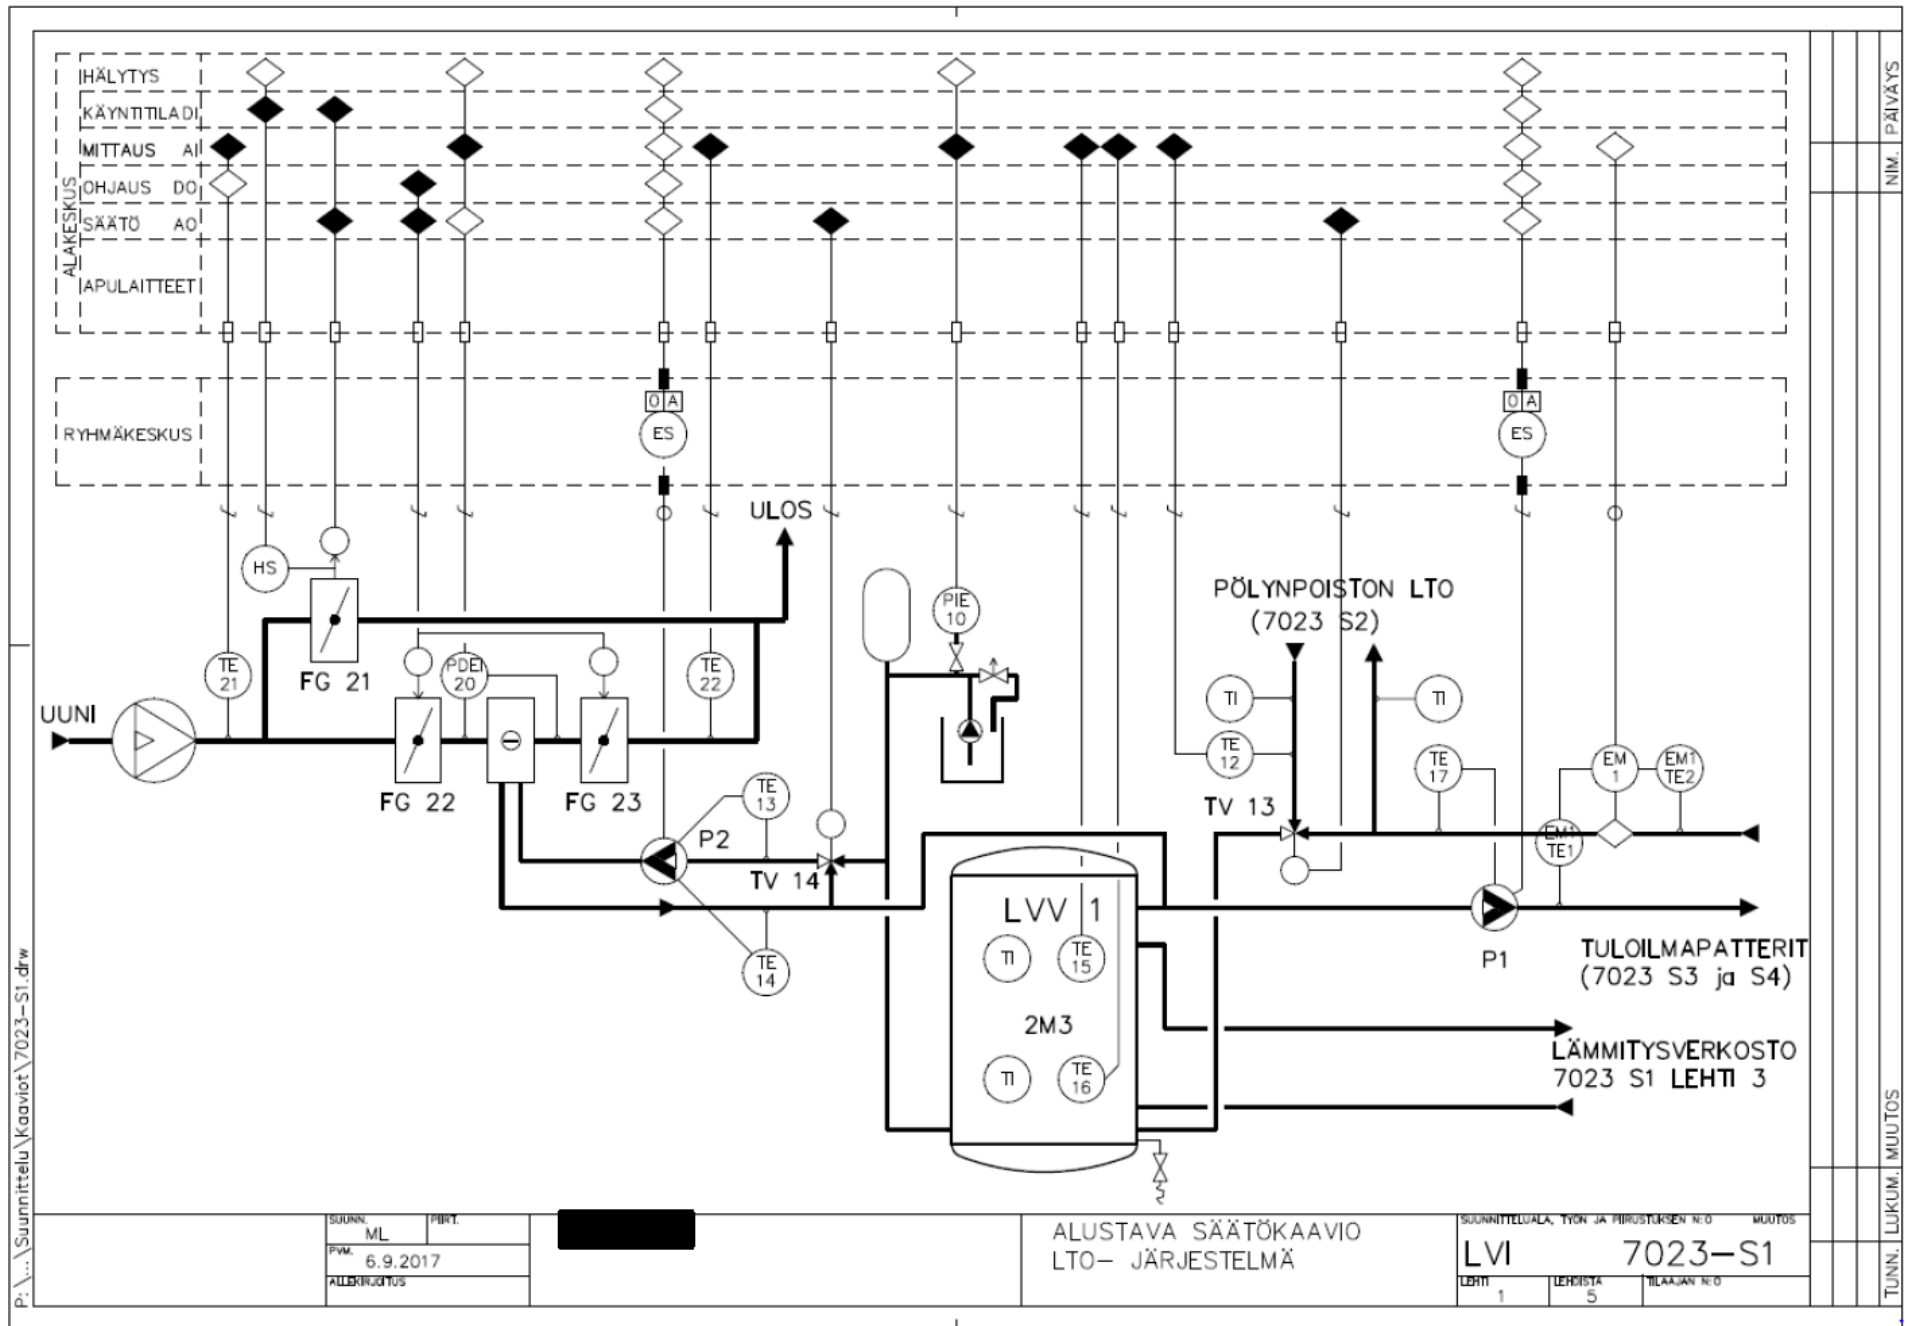 HÄLYTYS
KÄYNTITILA DI
MITTAUS AI
OHJAUS DO
SÄÄTÖ AO
APULAITTEET
ALAKESKUS
RYHMÄKESKUS
O A
ES
O A
ES
ULOS
HS
PIE
10
PÖLYNPOISTON LTO
(7023 S2)
TE
21
FG 21
PDEI
20
TE
22
TI
TI
UUNI
TE
12
TE
17
EM
1
EM1
TE2
FG 22
FG 23
TE
13
TV 13
P2
EM1
TE1
TV 14
LVV 1
TI
TE
15
TE
14
P1
TULOILMAPATTERIT
(7023 S3 ja S4)
2M3
TI
TE
16
LÄMMITYSVERKOSTO
7023 S1 LEHTI 3
P:\...\Suunnittelu\Kaaviot\7023-S1.drw
PÄIVÄYS
NIM.
MUUTOS
LUKUM.
TUNN.
SUUNN.
ML
PIIRT.
PVM.
6.9.2017
ALLEKIRJOITUS
ALUSTAVA SÄÄTÖKAAVIO
LTO- JÄRJESTELMÄ
SUUNNITTELUALA, TYÖN JA PIIRUSTUKSEN N:O MUUTOS
LVI 7023-S1
LEHTI
1
LEHDISTÄ
5
TILAAJAN N:O